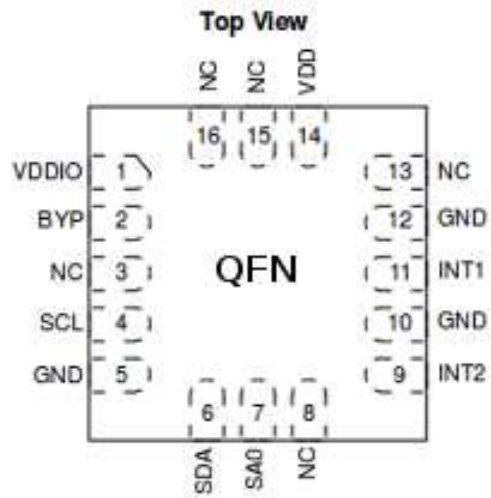 Top View
NC NC VDD
16 15 14
VDDIO 1 13 NC
BYP 2 12 GND
NC 3 QFN 11 INT1
SCL 4 10 GND
GND 5 9 INT2
6 7 8
SDA SA0 NC